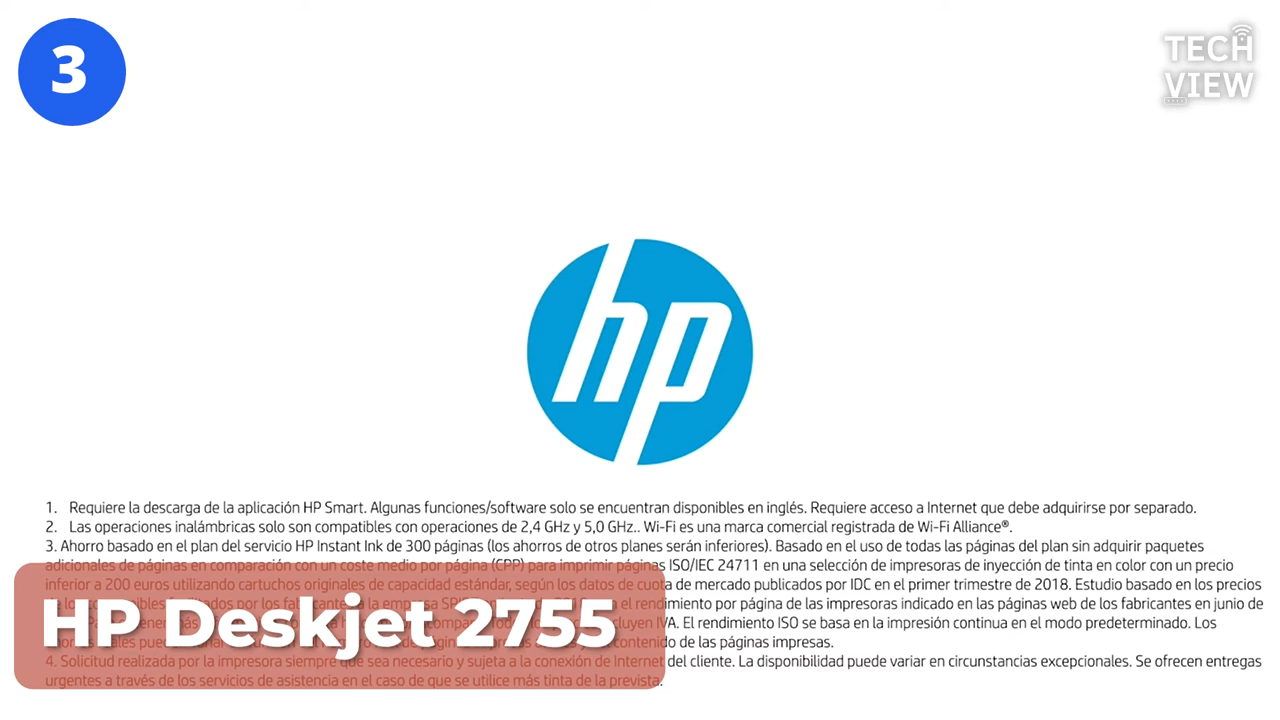 3
TECH
VIEW
hp
1. Requiere la descarga de la aplicación HP Smart. Algunas funciones/software solo se encuentran disponibles en inglés. Requiere acceso a Internet que debe adquirirse por separado.
2. Las operaciones inalámbricas solo son compatibles con operaciones de 2,4 GHz y 5,0 GHz.. Wi-Fi es una marca comercial registrada de Wi-Fi Alliance®.
3. Ahorro basado en el plan del servicio HP Instant Ink de 300 páginas (los ahorros de otros planes serán inferiores). Basado en el uso de todas las páginas del plan sin adquirir paquetes
adicionales de páginas en comparación con un coste medio por página (CPP) para imprimir páginas ISO/IEC 24711 en una selección de impresoras de inyección de tinta en color con un precio
inferior a 200 euros utilizando cartuchos originales de capacidad estándar, según los datos de cuota de mercado publicados por IDC en el primer trimestre de 2018. Estudio basado en los precios
rendimiento por página de las impresoras indicado en las páginas web de los fabricantes en junio de
IVA. El rendimiento ISO se basa en la impresión continua en el modo predeterminado. Los
de las páginas impresas.
HP Deskjet 2755
4. Solicitud realizada por la impresora siempre que sea necesario y sujeta a la conexión de Internet del cliente. La disponibilidad puede variar en circunstancias excepcionales. Se ofrecen entregas
urgentes a través de los servicios de asistencia en el caso de que se utilice más tinta de la prevista.